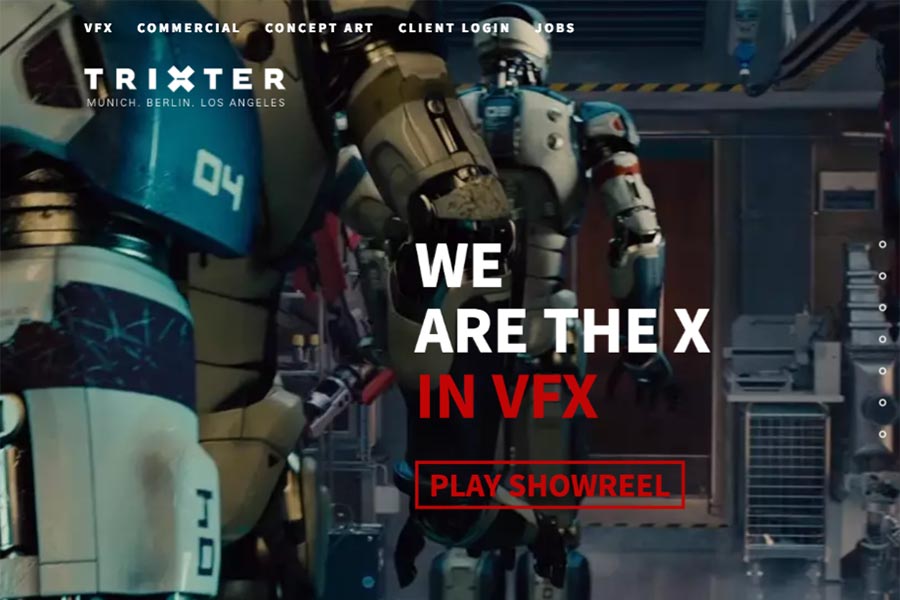 VFX COMMERCIAL CONCEPT ART CLIENT LOGIN JOBS
TRIXTER
MUNICH. BERLIN. LOS ANGELES
04
WE
ARE THE X
IN VFX
PLAY SHOWREEL